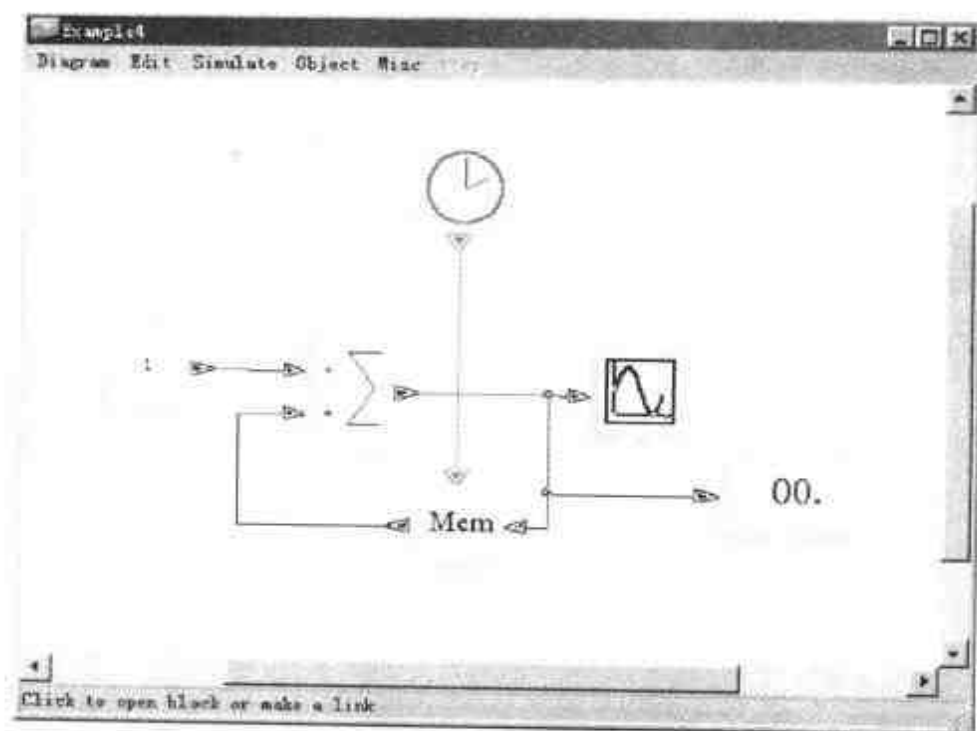 Example4
Diagram Edit Simulate Object Misc
1
Mem
00.
Click to open block or make a link